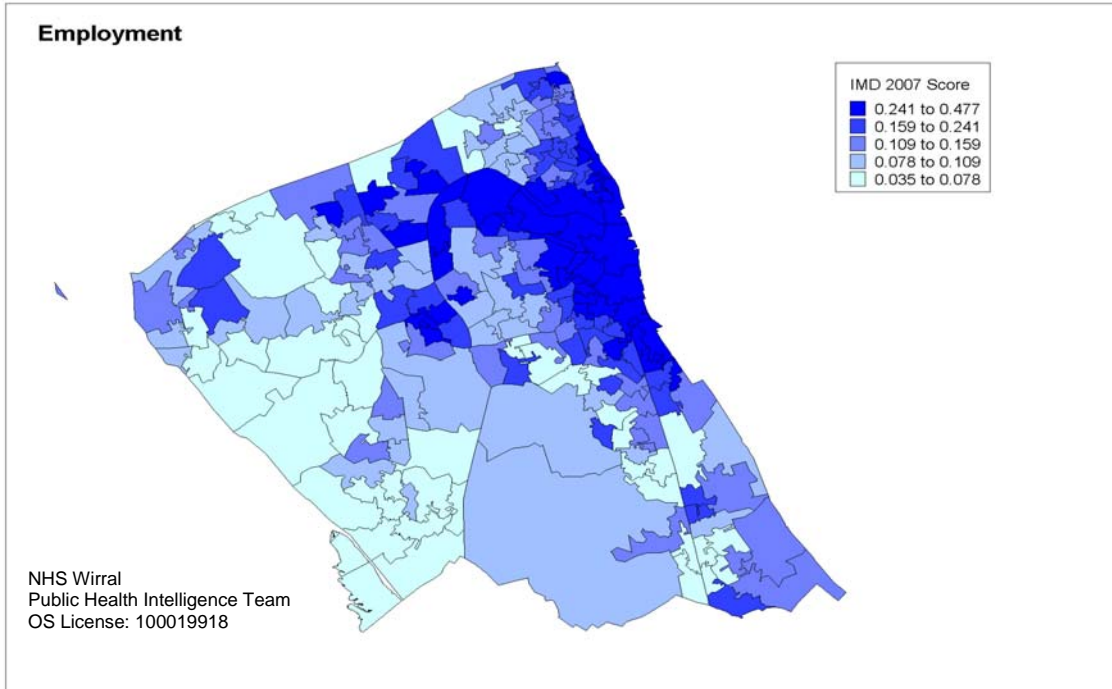 Employment
IMD 2007 Score
0.241 to 0.477
0.159 to 0.241
0.109 to 0.159
0.078 to 0.109
0.035 to 0.078
NHS Wirral
Public Health Intelligence Team
OS License: 100019918